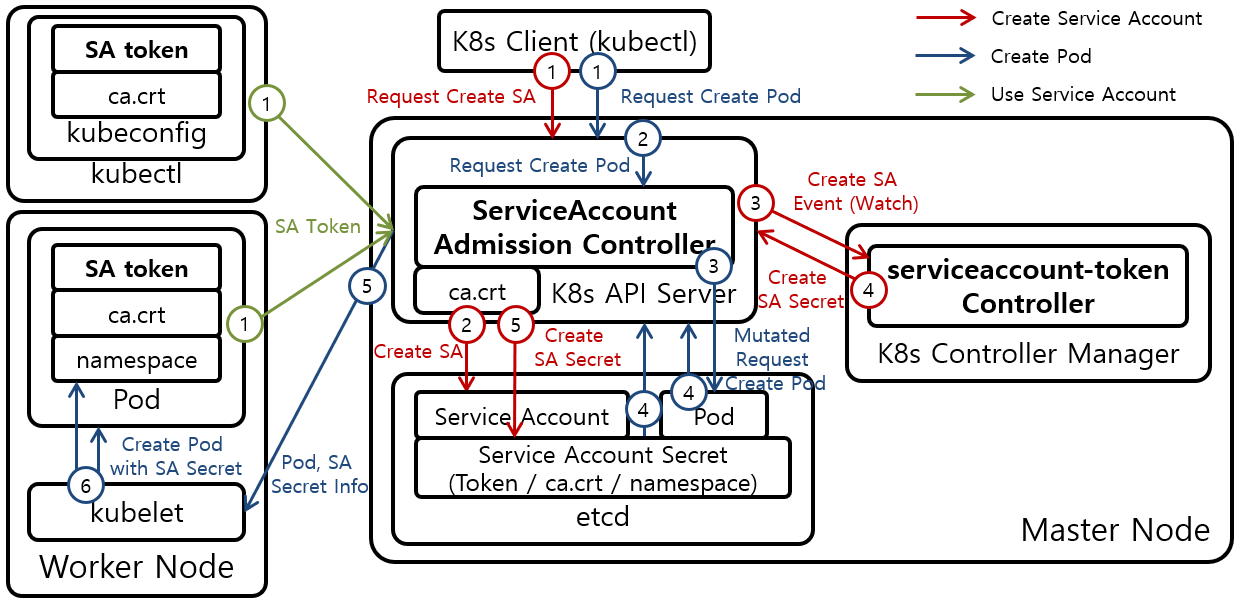 SA token
ca.crt
kubeconfig
kubectl
1
K8s Client (kubectl)
1
1
Request Create SA
Request Create Pod
Create Service Account
Create Pod
Use Service Account
2
Request Create Pod
ServiceAccount
Admission Controller
3
ca.crt
K8s API Server
SA Token
5
3
Create SA
Event (Watch)
Create
SA Secret
4
serviceaccount-token
Controller
K8s Controller Manager
2
5
Create SA
Create
SA Secret
Mutated
Request
Create Pod
4
4
Service Account
Pod
Service Account Secret
(Token / ca.crt / namespace)
etcd
Master Node
SA token
ca.crt
namespace
Pod
1
Create Pod
with SA Secret
6
kubelet
Pod, SA
Secret Info
Worker Node